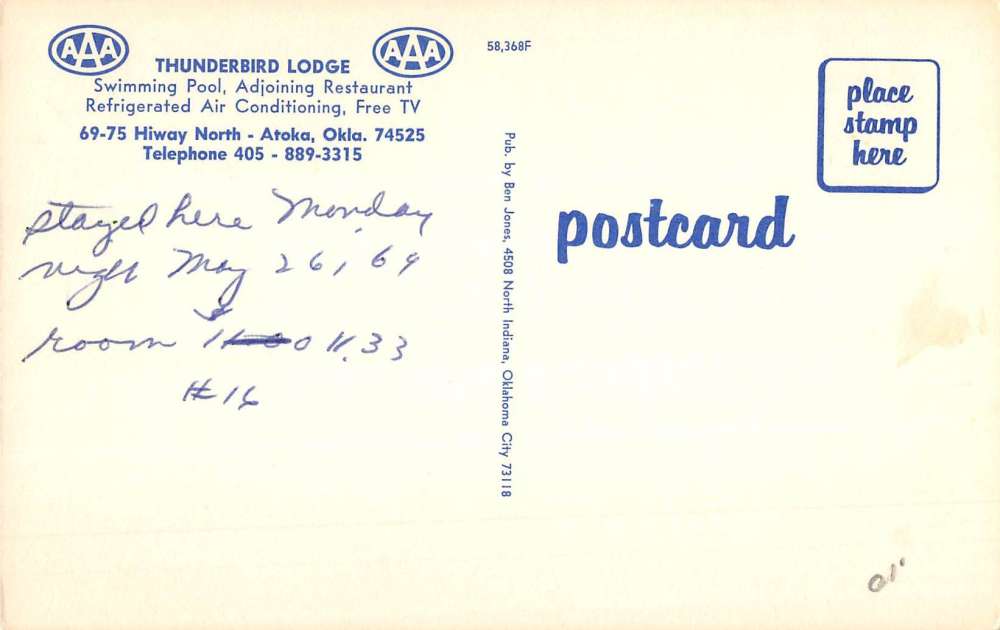 AAA AAA
THUNDERBIRD LODGE
Swimming Pool, Adjoining Restaurant
Refrigerated Air Conditioning, Free TV
69-75 Hiway North - Atoka, Okla. 74525
Telephone 405 - 889-3315
stayed here Monday
night May 26, 69
room 11.33
#16
58,368F
Pub. by Ben Jones, 4508 North Indiana, Oklahoma City 73118
place
stamp
here
postcard